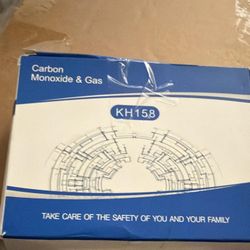 Carbon
Monoxide & Gas
KH158
TAKE CARE OF THE SAFETY OF YOU AND YOUR FAMILY